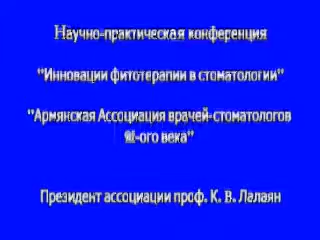 Научно-практическая конференция
"Инновации фитотерапии в стоматологии"
"Армянская Ассоциация врачей-стоматологов
-ого века"
Президент ассоциации проф. К. В. Лалаян